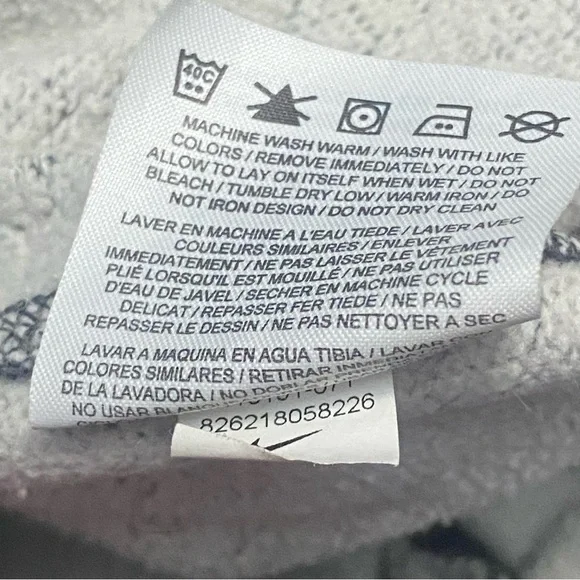 40C
MACHINE WASH WARM / WASH WITH LIKE
COLORS / REMOVE IMMEDIATELY / DO NOT
ALLOW TO LAY ON ITSELF WHEN WET / DO NOT
BLEACH / TUMBLE DRY LOW / WARM IRON / DO
NOT IRON DESIGN / DO NOT DRY CLEAN
LAVER EN MACHINE A L'EAU TIEDE / LAVER AVEC
COULEURS SIMILAIRES / ENLEVER
IMMEDIATEMENT / NE PAS LAISSER LE VETEMENT
PLIÉ LORSQU'IL EST MOUILLÉ / NE PAS UTILISER
D'EAU DE JAVEL / SECHER EN MACHINE CYCLE
DELICAT / REPASSER FER TIEDE / NE PAS
REPASSER LE DESSIN / NE PAS NETTOYER A SEC
LAVAR A MAQUINA EN AGUA TIBIA / LAVAR
COLORES SIMILARES / RETIRAR
DE LA LAVADORA / NO
NO USAR
826218058226